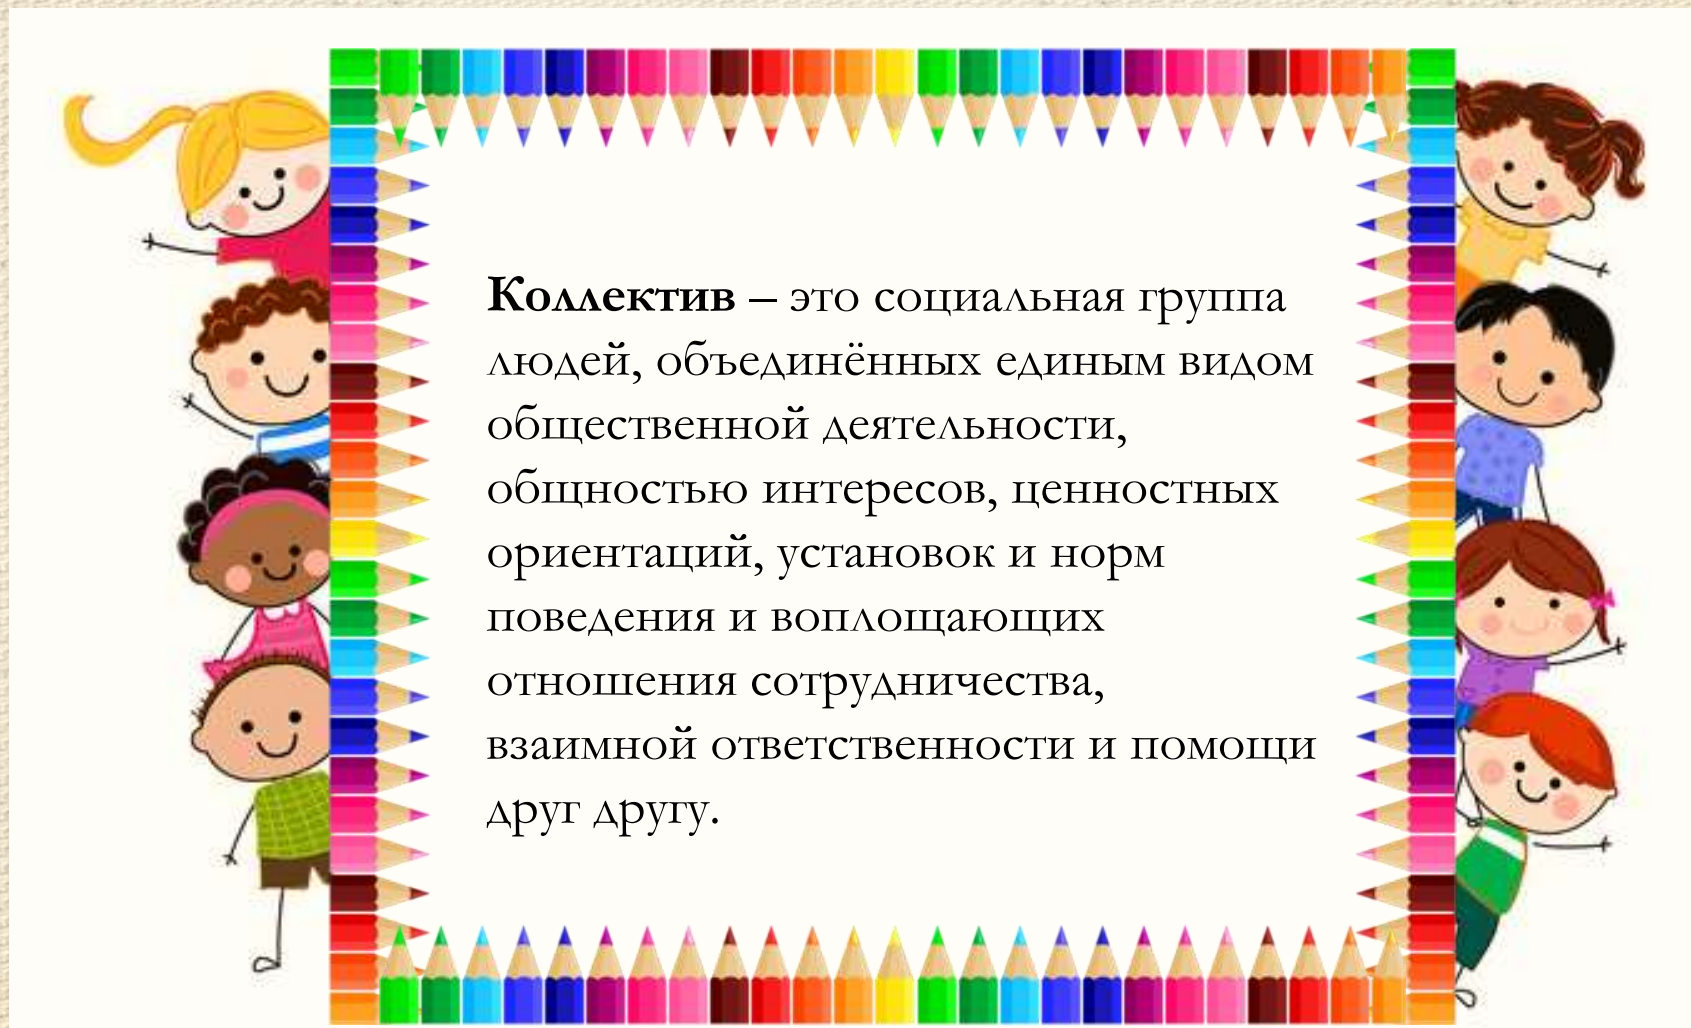 Коллектив – это социальная группа
людей, объединённых единым видом
общественной деятельности,
общностью интересов, ценностных
ориентаций, установок и норм
поведения и воплощающих
отношения сотрудничества,
взаимной ответственности и помощи
друг другу.